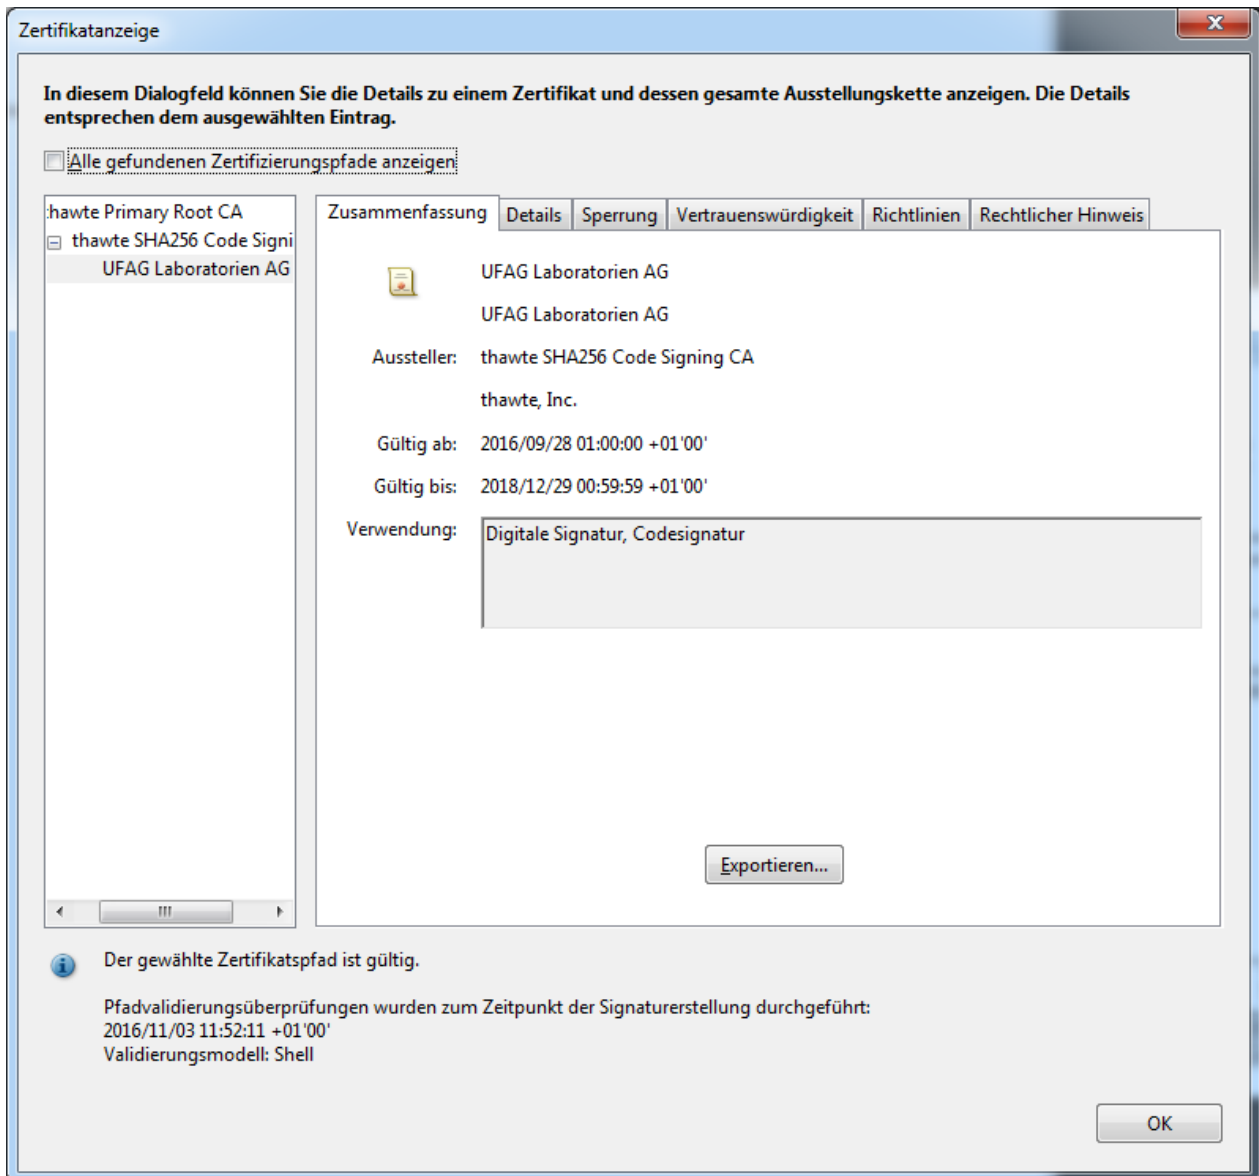 Zertifikatanzeige
In diesem Dialogfeld können Sie die Details zu einem Zertifikat und dessen gesamte Ausstellungskette anzeigen. Die Details
entsprechen dem ausgewählten Eintrag.
Alle gefundenen Zertifizierungspfade anzeigen
hawte Primary Root CA
thawte SHA256 Code Signi
UFAG Laboratorien AG
Zusammenfassung Details Sperrung Vertrauenswürdigkeit Richtlinien Rechtlicher Hinweis
UFAG Laboratorien AG
UFAG Laboratorien AG
Aussteller: thawte SHA256 Code Signing CA
thawte, Inc.
Gültig ab: 2016/09/28 01:00:00 +01'00'
Gültig bis: 2018/12/29 00:59:59 +01'00'
Verwendung: Digitale Signatur, Codesignatur
Exportieren...
Der gewählte Zertifikatspfad ist gültig.
Pfadvalidierungsüberprüfungen wurden zum Zeitpunkt der Signaturerstellung durchgeführt:
2016/11/03 11:52:11 +01'00'
Validierungsmodell: Shell
OK